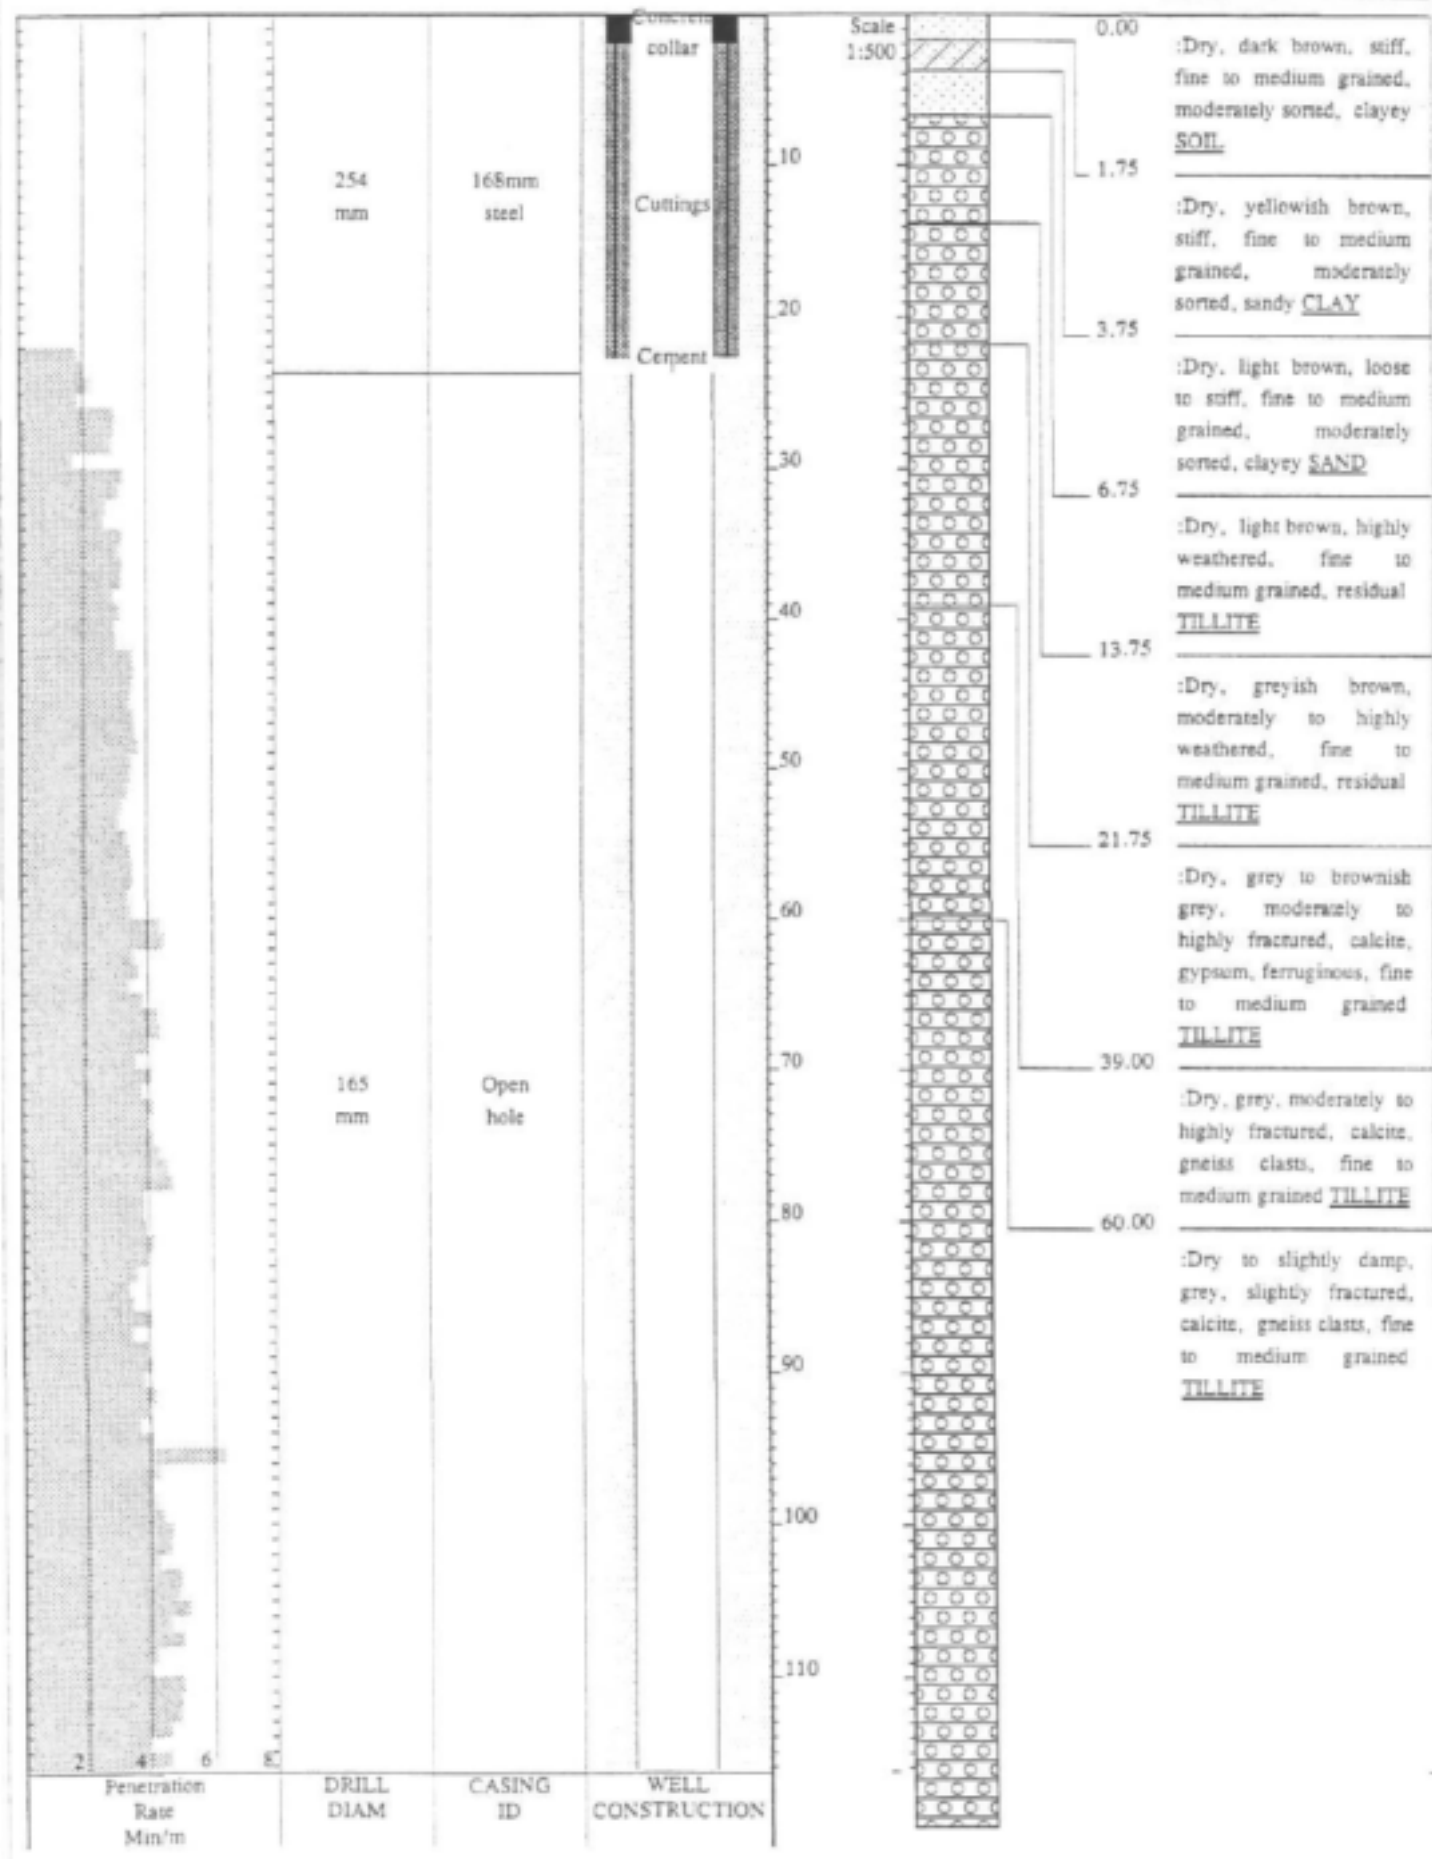 Concrete
collar
254
mm
168mm
steel
Cuttings
Cement
165
mm
Open
hole
10
20
30
40
50
60
70
80
90
100
110
2 4 6 8
Penetration
Rate
Min/m
DRILL
DIAM
CASING
ID
WELL
CONSTRUCTION
Scale
1:500
0.00
:Dry, dark brown, stiff,
fine to medium grained,
moderately sorted, clayey
SOIL
1.75
:Dry, yellowish brown,
stiff, fine to medium
grained, moderately
sorted, sandy CLAY
3.75
:Dry, light brown, loose
to stiff, fine to medium
grained, moderately
sorted, clayey SAND
6.75
:Dry, light brown, highly
weathered, fine to
medium grained, residual
TILLITE
13.75
:Dry, greyish brown,
moderately to highly
weathered, fine to
medium grained, residual
TILLITE
21.75
:Dry, grey to brownish
grey, moderately to
highly fractured, calcite,
gypsum, ferruginous, fine
to medium grained
TILLITE
39.00
:Dry, grey, moderately to
highly fractured, calcite,
gneiss clasts, fine to
medium grained TILLITE
60.00
:Dry to slightly damp,
grey, slightly fractured,
calcite, gneiss clasts, fine
to medium grained
TILLITE